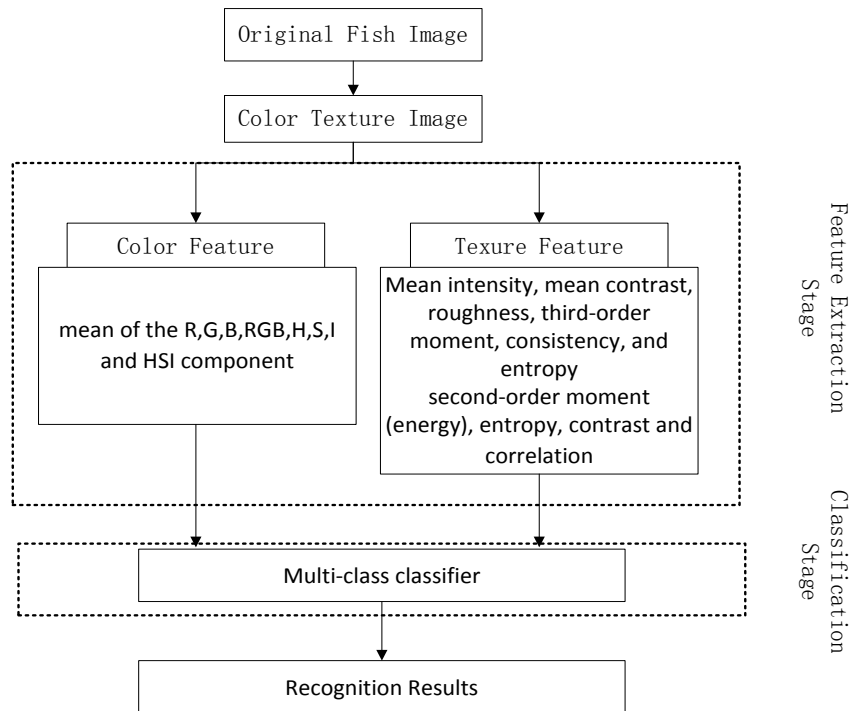 Original Fish Image
Color Texture Image
Color Feature
mean of the R,G,B,RGB,H,S,I
and HSI component
Texure Feature
Mean intensity, mean contrast,
roughness, third-order
moment, consistency, and
entropy
second-order moment
(energy), entropy, contrast and
correlation
Feature Extraction
Stage
Multi-class classifier
Classification
Stage
Recognition Results